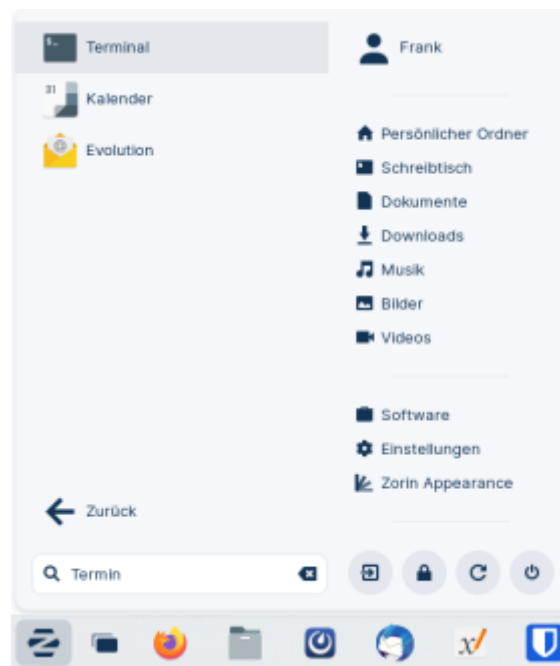 Terminal
31
Kalender
Evolution
Zurück
Termin
Frank
Persönlicher Ordner
Schreibtisch
Dokumente
Downloads
Musik
Bilder
Videos
Software
Einstellungen
Zorin Appearance